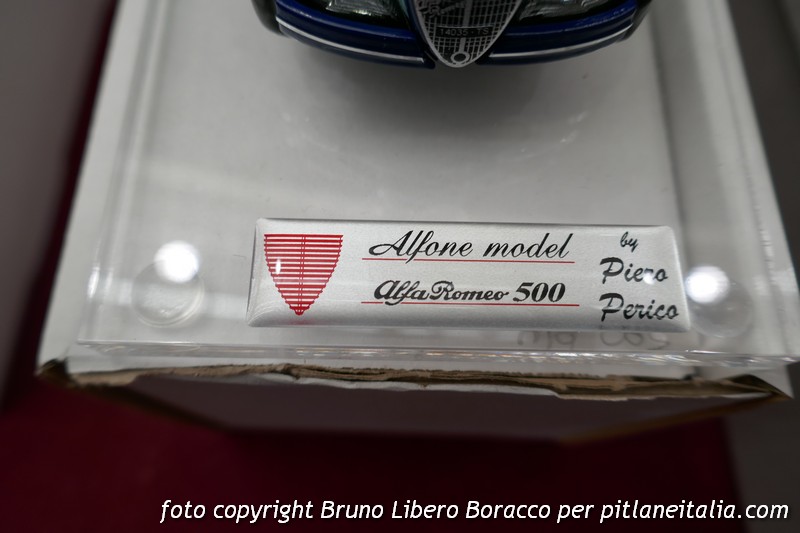 Alfone model
Alfa Romeo 500
by
Piero
Perico
foto copyright Bruno Libero Boracco per pitlaneitalia.com